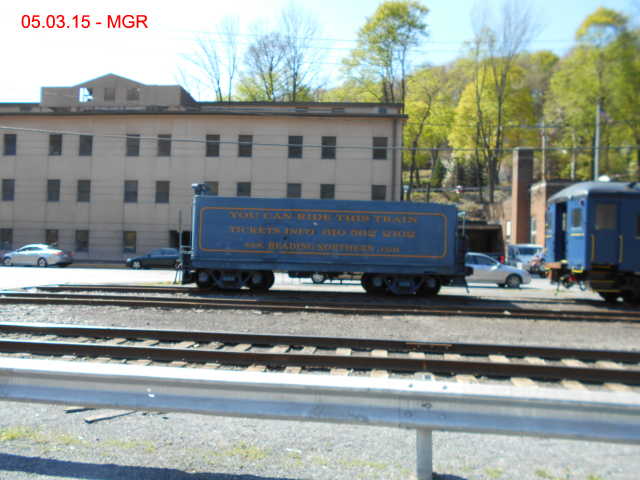 05.03.15 - MGR
YOU CAN RIDE THIS TRAIN
TICKETS INFO 610 562 2102
WWW. READING NORTHERN .COM